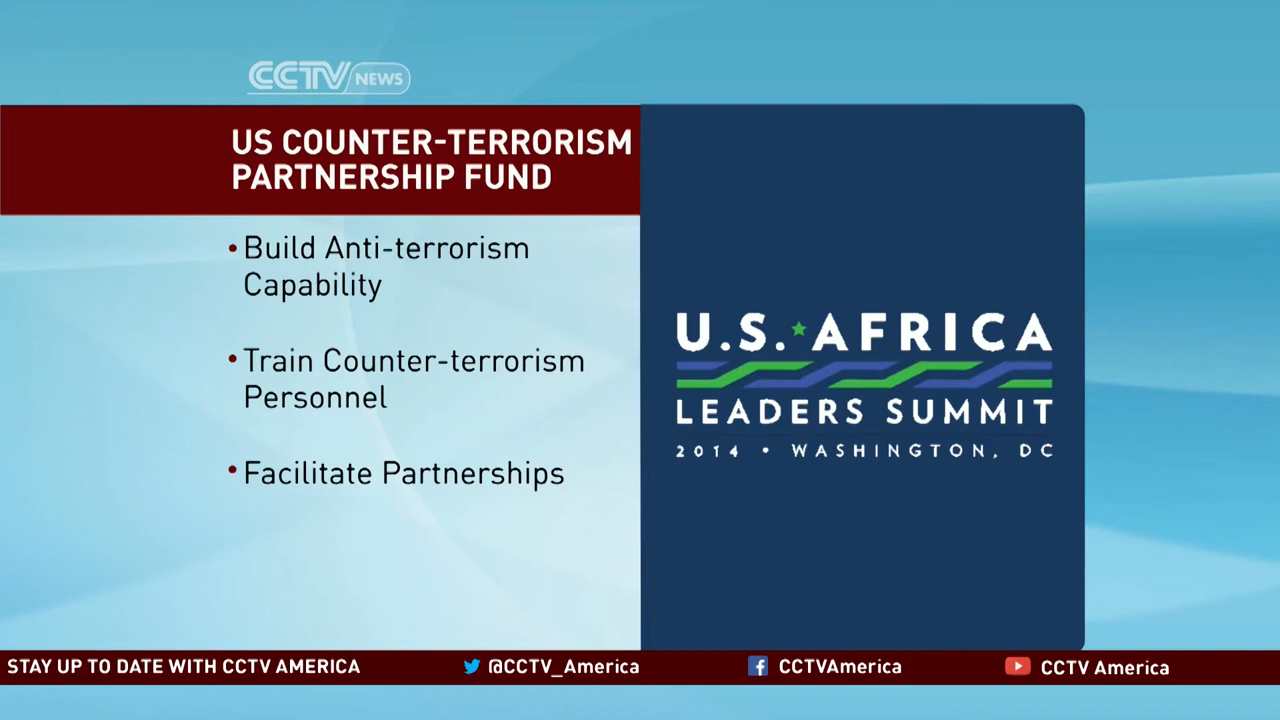 CCTV NEWS
US COUNTER-TERRORISM
PARTNERSHIP FUND
• Build Anti-terrorism
Capability
• Train Counter-terrorism
Personnel
• Facilitate Partnerships
U.S.★AFRICA
LEADERS SUMMIT
2014 • WASHINGTON, DC
STAY UP TO DATE WITH CCTV AMERICA @CCTV_America CCTVAmerica CCTV America